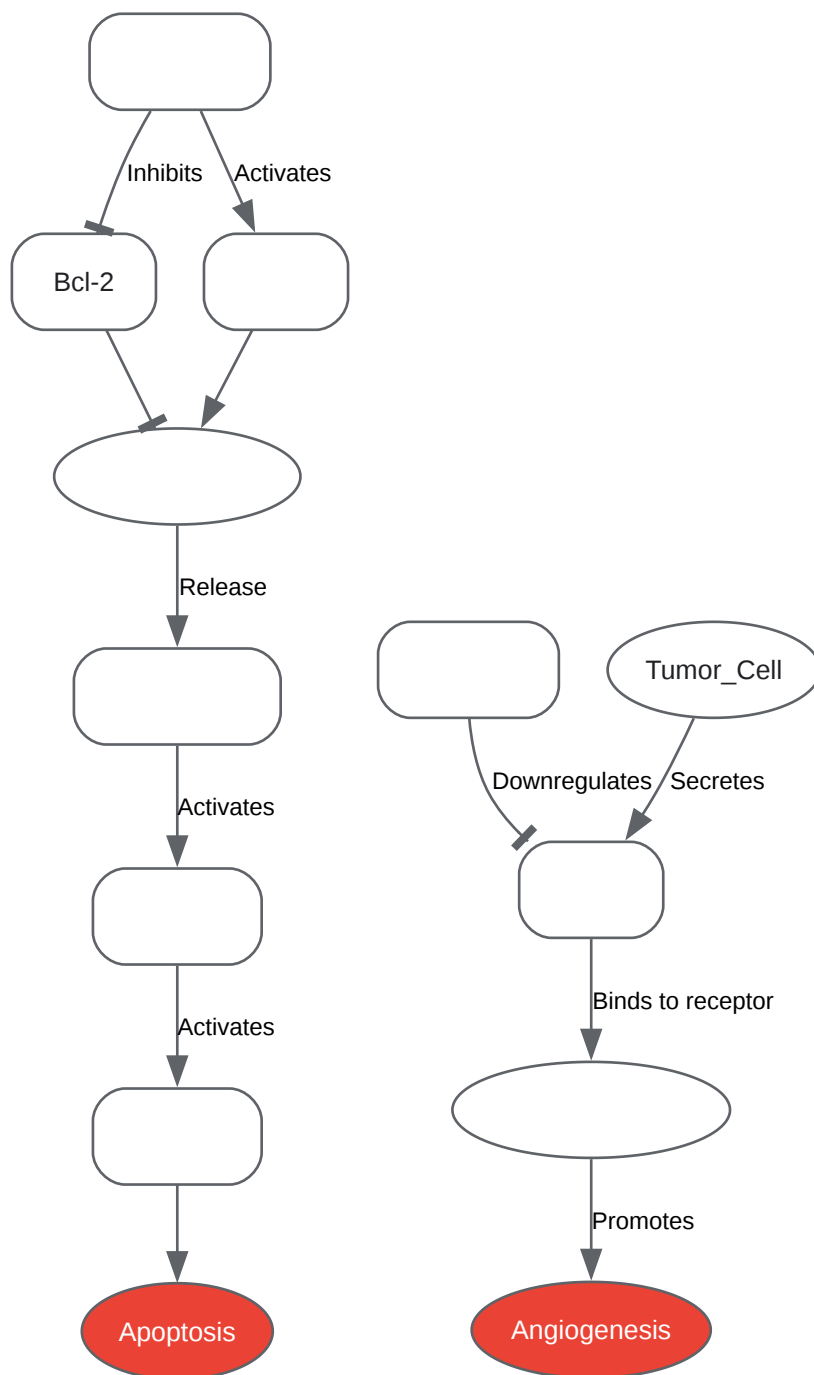 Inhibits
Activates
Bcl-2
Release
Tumor_Cell
Downregulates
Secretes
Activates
Binds to receptor
Activates
Promotes
Apoptosis
Angiogenesis